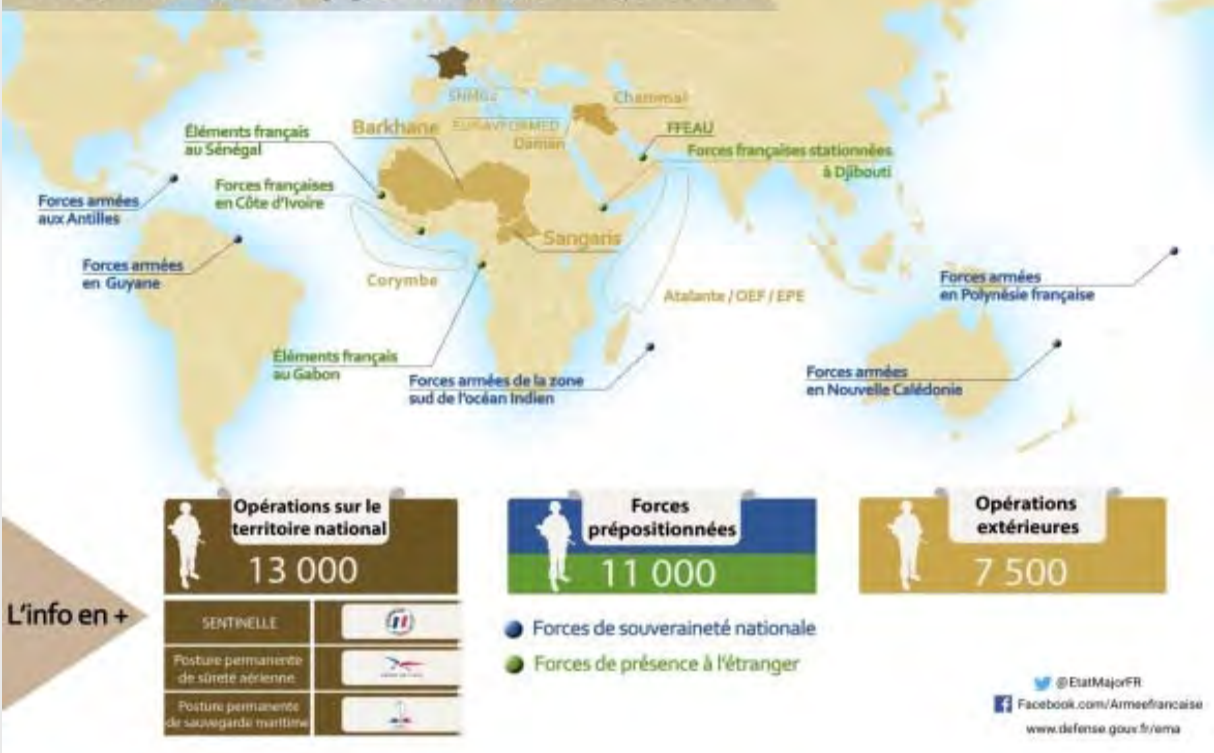 SNMG2
Chammal
EUNAVFORMED
Daman
FFEAU
Barkhane
Éléments français
au Sénégal
Forces françaises stationnées
à Djibouti
Forces françaises
en Côte d'Ivoire
Forces armées
aux Antilles
Sangaris
Forces armées
en Guyane
Corymbe
Atalante / OEF / EPE
Forces armées
en Polynésie française
Éléments français
au Gabon
Forces armées de la zone
sud de l'océan Indien
Forces armées
en Nouvelle Calédonie
L'info en +
Opérations sur le
territoire national
13 000
SENTINELLE
Posture permanente
de sûreté aérienne
Posture permanente
de sauvegarde maritime
Forces
prépositionnées
11 000
Forces de souveraineté nationale
Forces de présence à l'étranger
Opérations
extérieures
7 500
@EtatMajorFR
Facebook.com/Armeefrancaise
www.defense.gouv.fr/ema